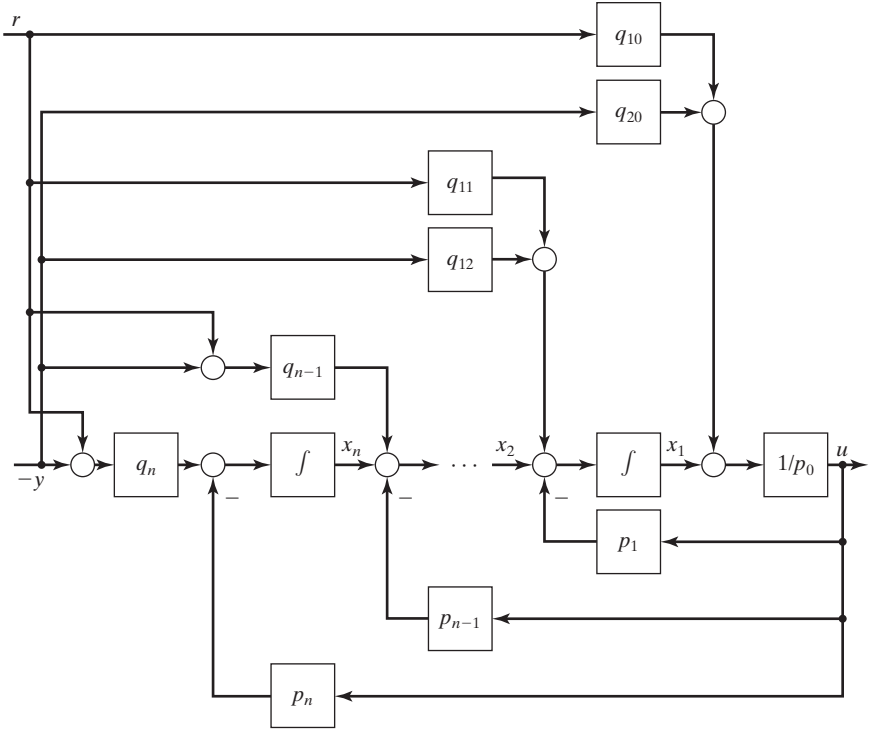 r
q₁₀
q₂₀
q₁₁
q₁₂
qₙ₋₁
−y
qₙ
−
∫
xₙ
−
···
x₂
−
∫
x₁
1/p₀
u
p₁
pₙ₋₁
pₙ